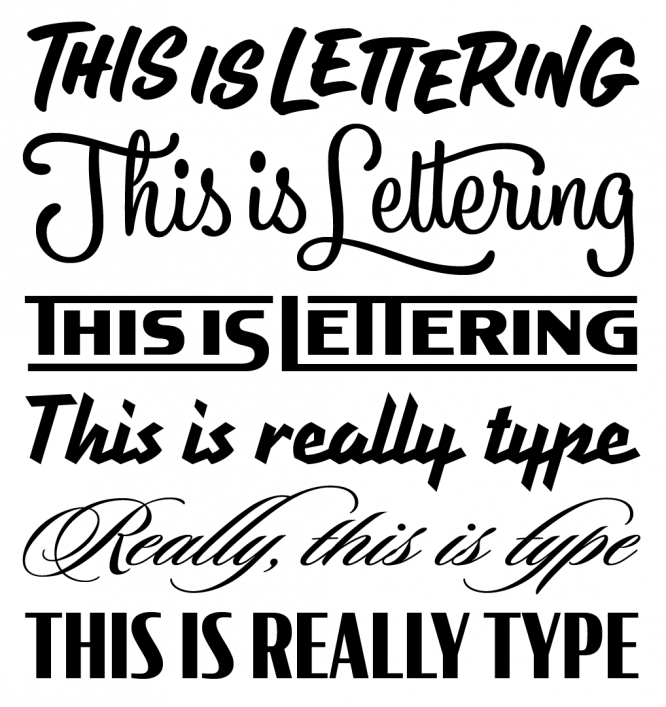 THIS IS LETTERING
This is Lettering
THIS IS LETTERING
This is really type
Really, this is type
THIS IS REALLY TYPE